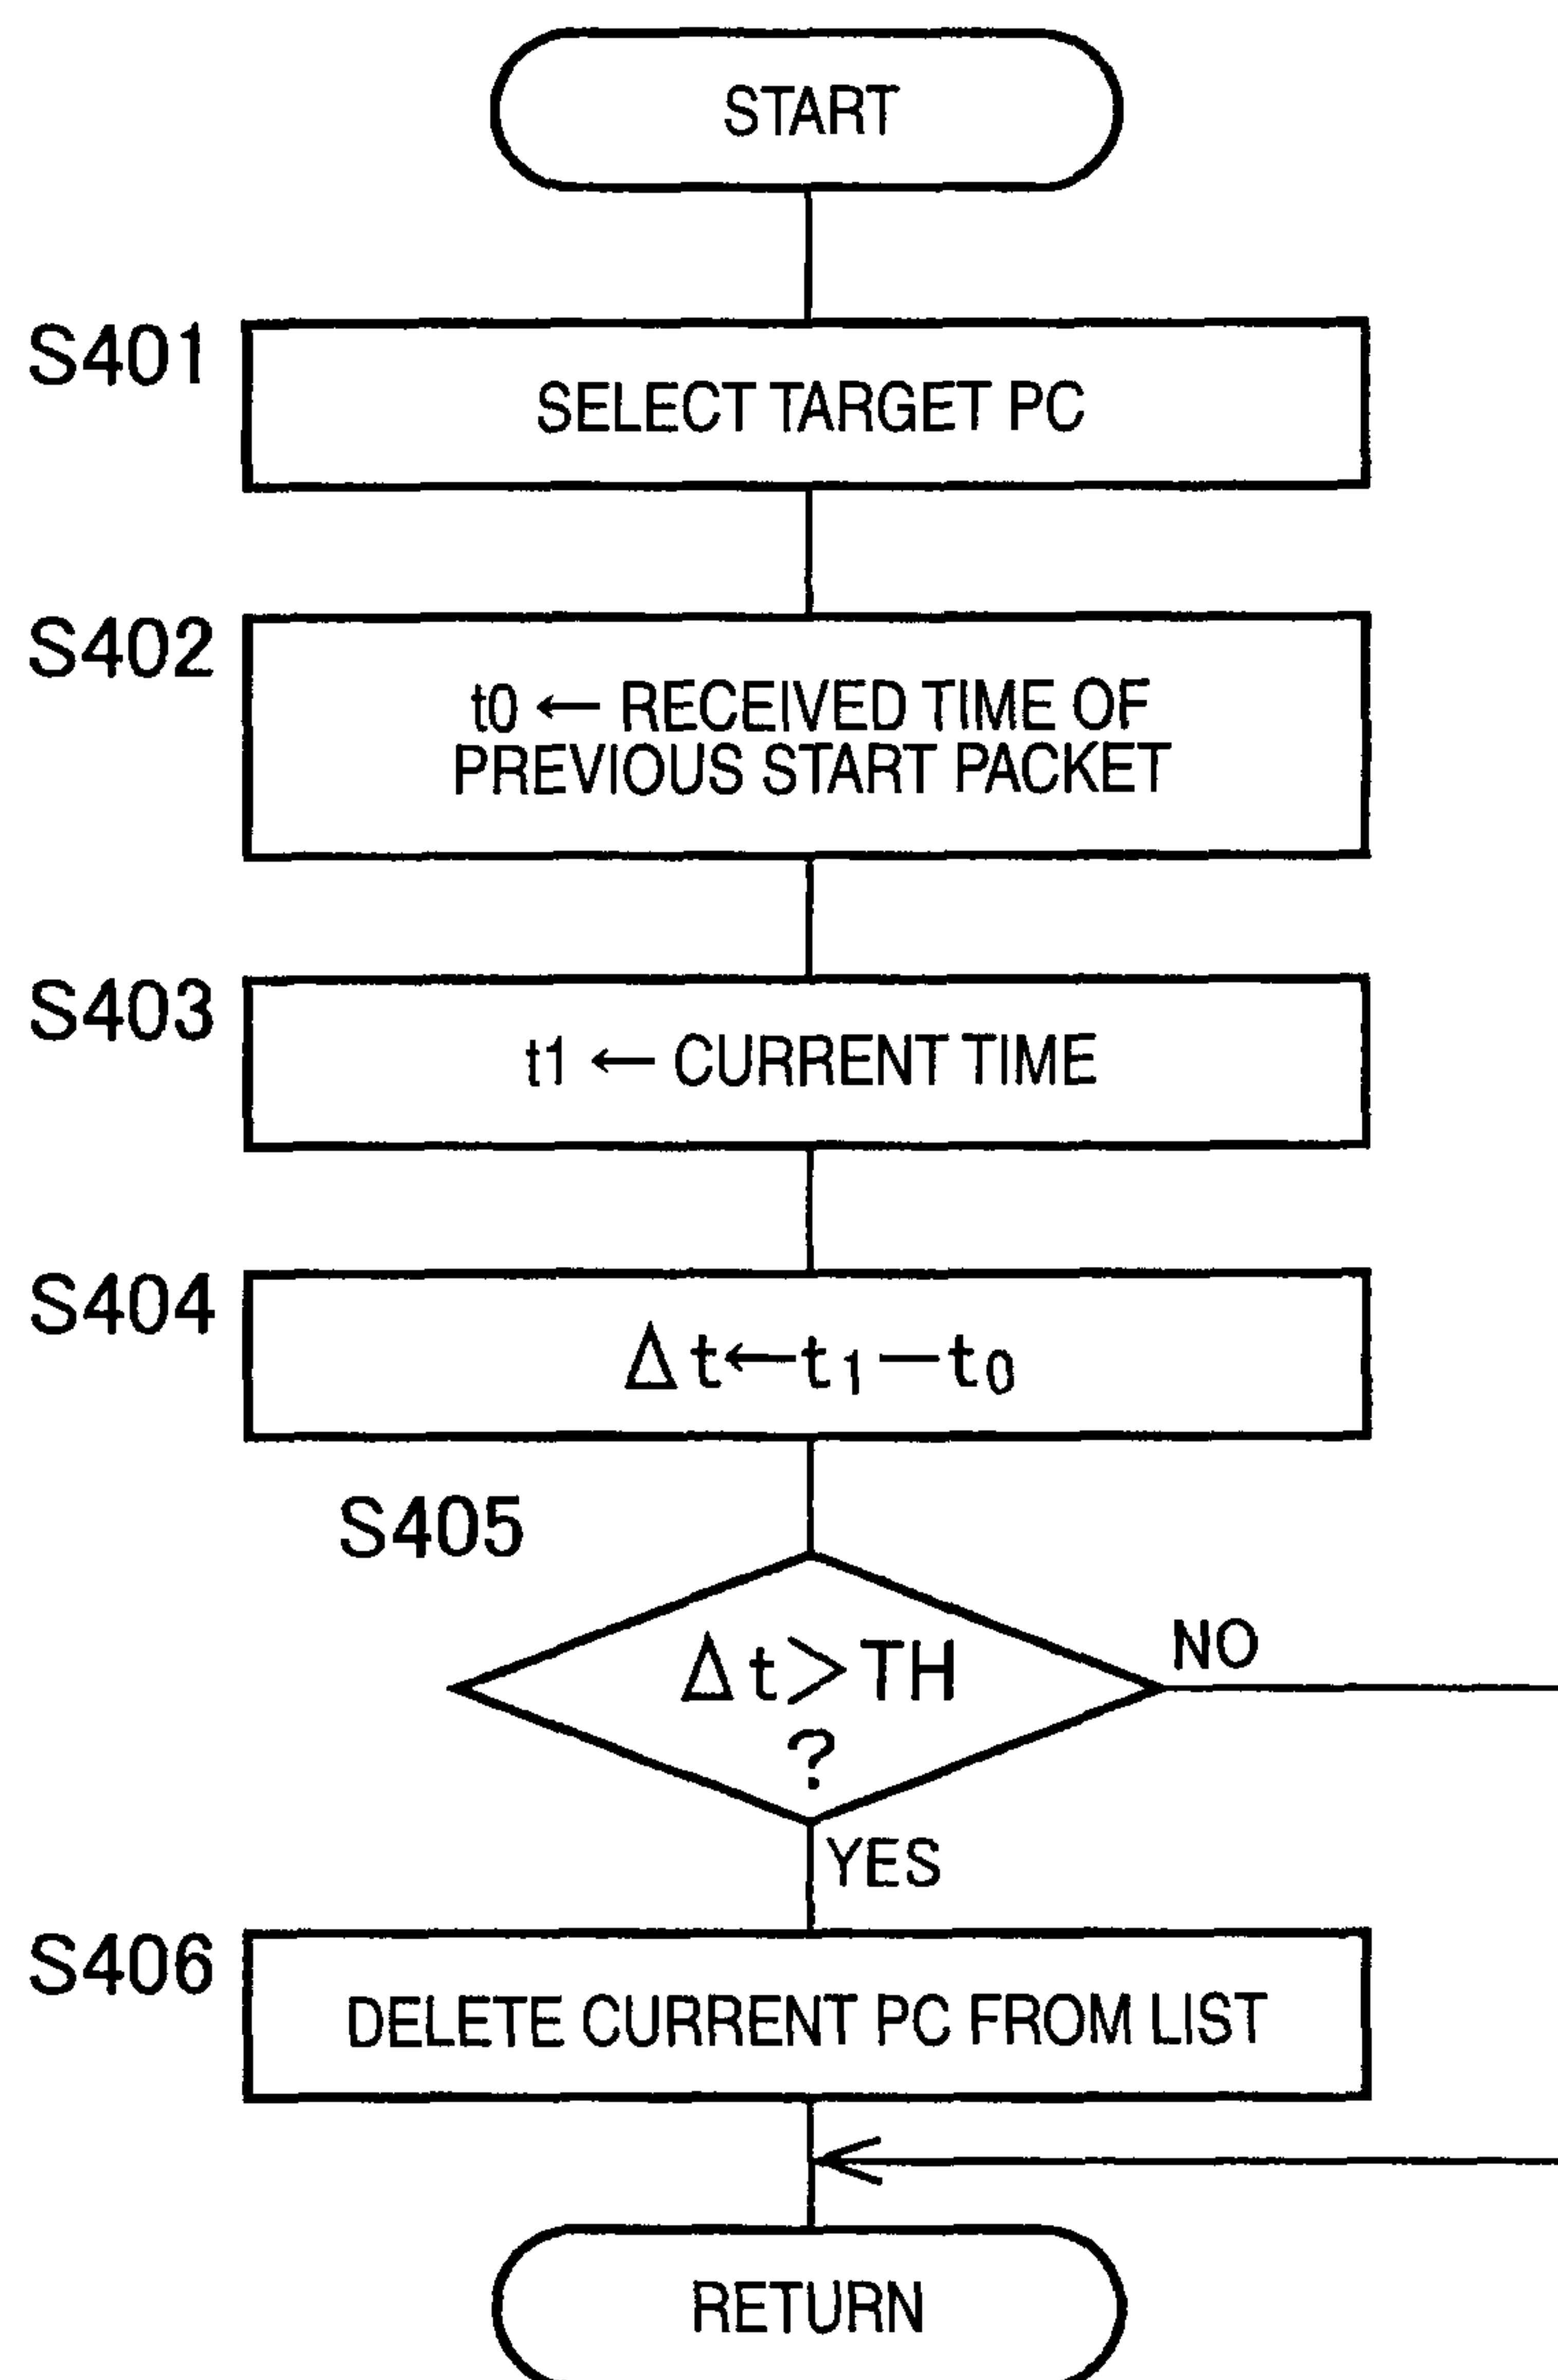 START
S401
SELECT TARGET PC
S402
t0 ← RECEIVED TIME OF
PREVIOUS START PACKET
S403
t1 ← CURRENT TIME
S404
Δt←t₁−t₀
S405
Δt>TH
?
NO
YES
S406
DELETE CURRENT PC FROM LIST
RETURN